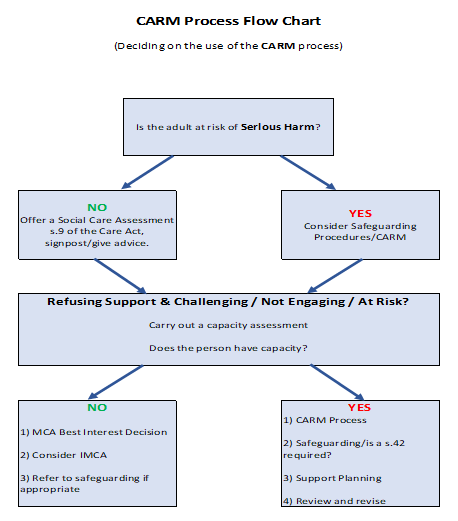 CARM Process Flow Chart
(Deciding on the use of the CARM process)
Is the adult at risk of Serious Harm?
NO
Offer a Social Care Assessment
s.9 of the Care Act,
signpost/give advice.
YES
Consider Safeguarding
Procedures/CARM
Refusing Support & Challenging / Not Engaging / At Risk?
Carry out a capacity assessment
Does the person have capacity?
NO
1) MCA Best Interest Decision
2) Consider IMCA
3) Refer to safeguarding if
appropriate
YES
1) CARM Process
2) Safeguarding/is a s.42
required?
3) Support Planning
4) Review and revise